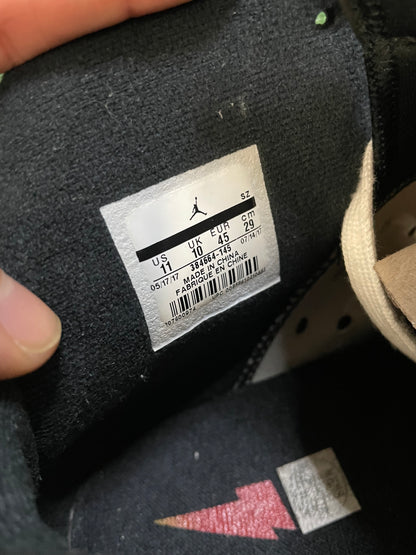 SZ
US UK EUR cm
11 10 45 29
05/17/17 384664-145 07/14/17
MADE IN CHINA
FABRIQUE EN CHINE